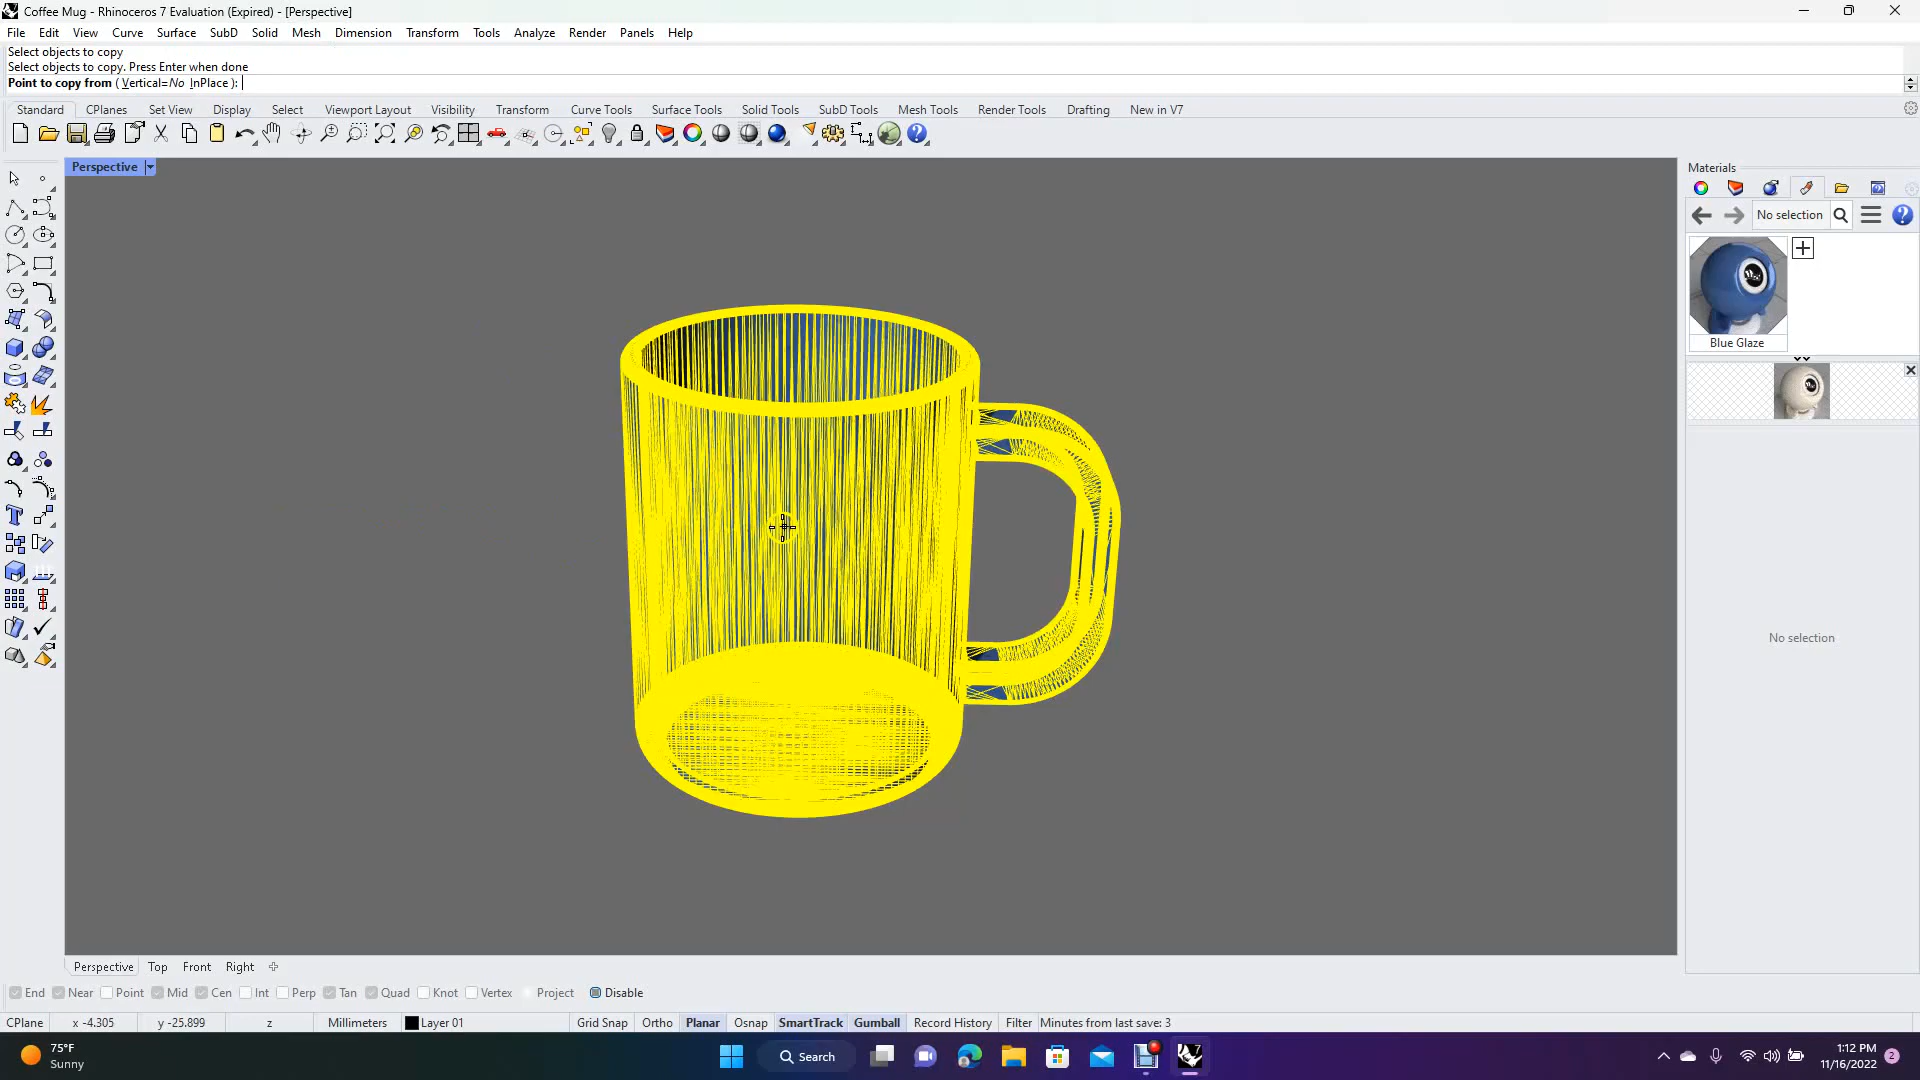 Coffee Mug - Rhinoceros 7 Evaluation (Expired) - [Perspective]
File Edit View Curve Surface SubD Solid Mesh Dimension Transform Tools Analyze Render Panels Help
Select objects to copy
Select objects to copy. Press Enter when done
Point to copy from ( Vertical=No InPlace ):
Standard CPlanes Set View Display Select Viewport Layout Visibility Transform Curve Tools Surface Tools Solid Tools SubD Tools Mesh Tools Render Tools Drafting New in V7
Perspective
Materials
No selection
Blue Glaze
No selection
Perspective Top Front Right
End Near Point Mid Cen Int Perp Tan Quad Knot Vertex Project Disable
CPlane x -4.305 y -25.899 z Millimeters Layer 01 Grid Snap Ortho Planar Osnap SmartTrack Gumball Record History Filter Minutes from last save: 3
75°F
Sunny
Search
1:12 PM
11/16/2022
2